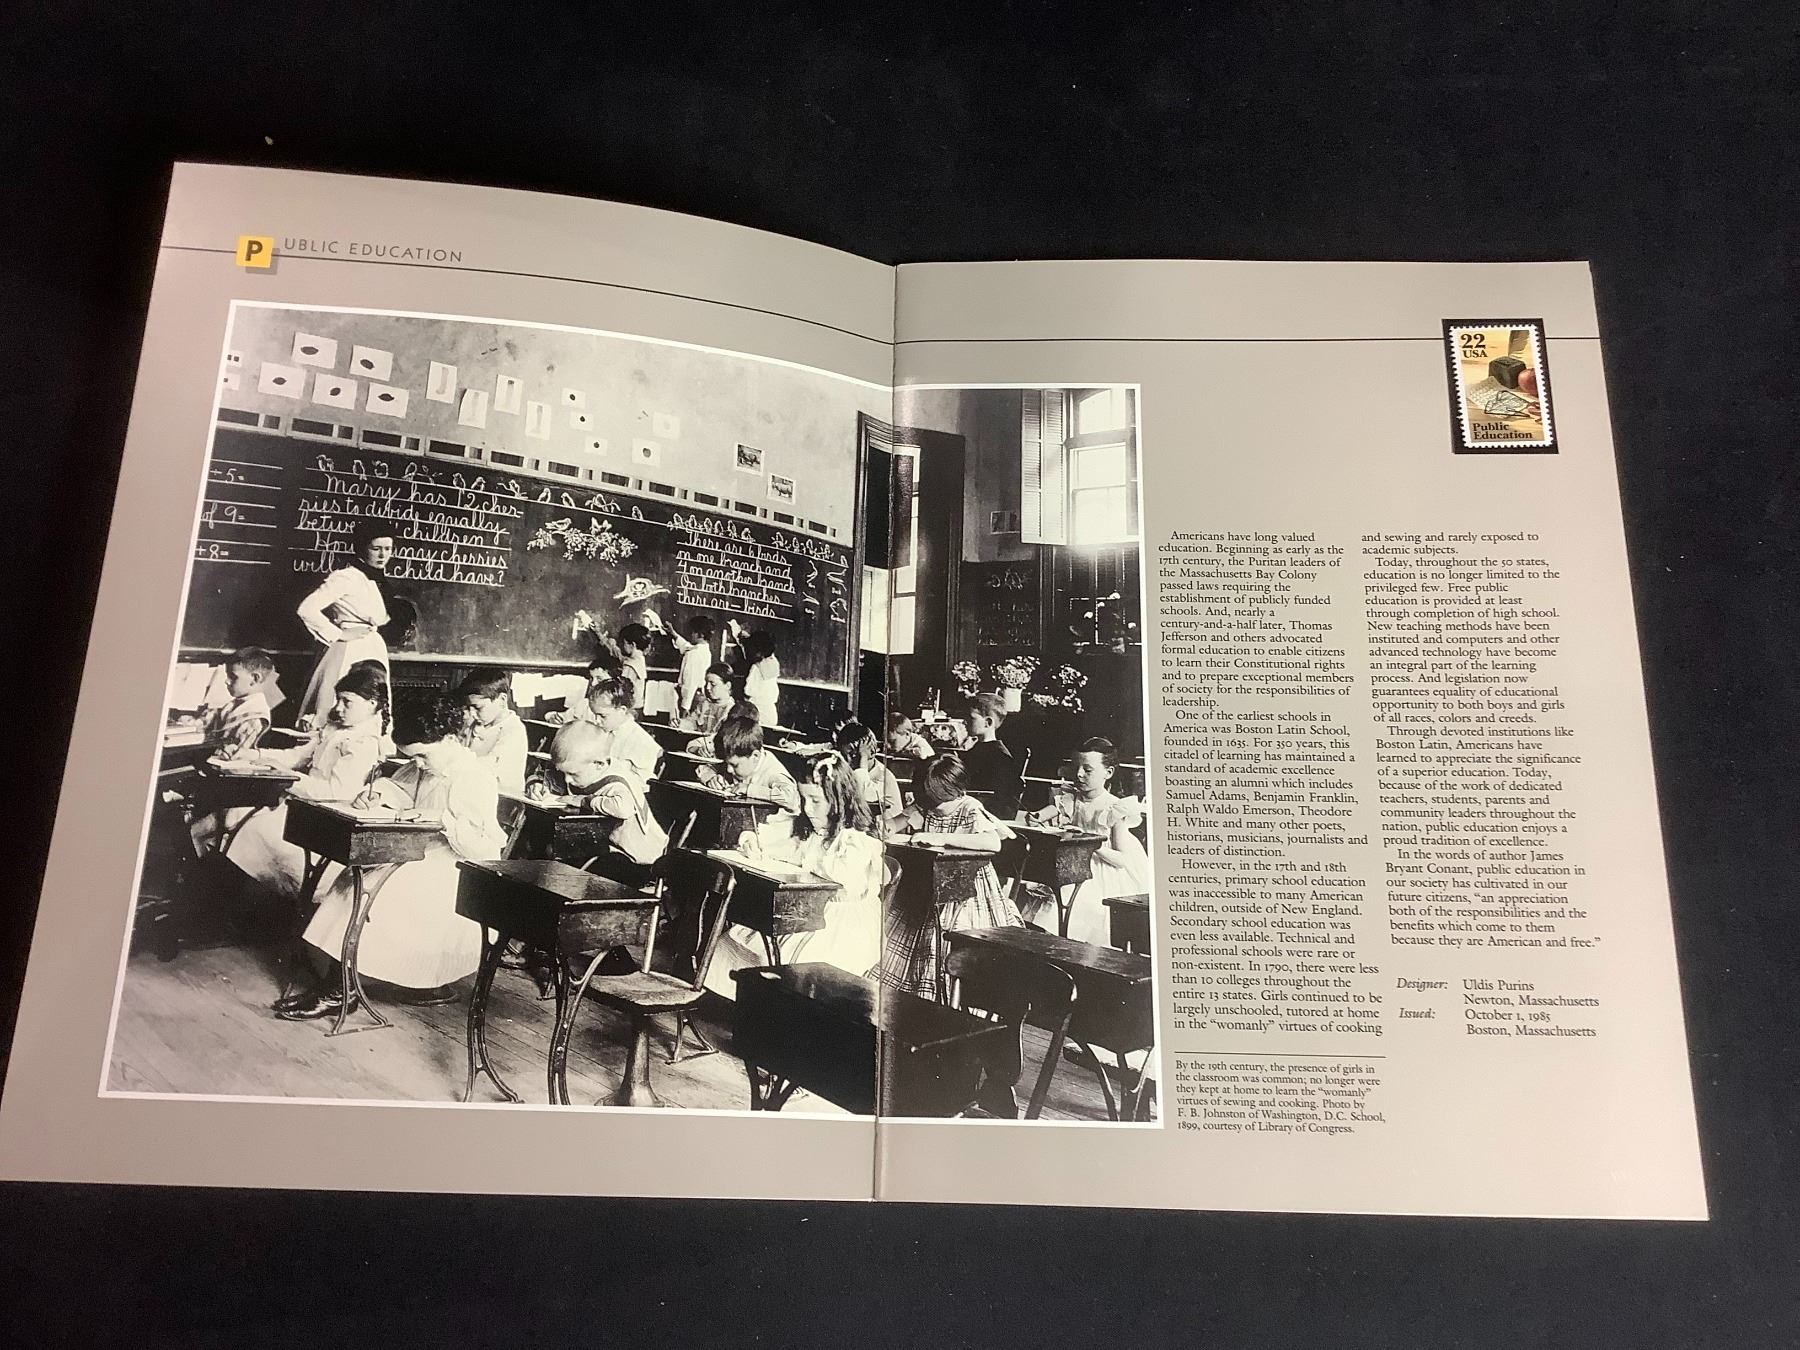 PUBLIC EDUCATION
÷5=
of 9=
+8=
Mary has 12 cher-
ries to divide equally
children
cherries
child have?
There are 6 birds
on one branch and
4 on another branch
On both branches
there are — birds
22
USA
Public
Education
Americans have long valued
education. Beginning as early as the
17th century, the Puritan leaders of
the Massachusetts Bay Colony
passed laws requiring the
establishment of publicly funded
schools. And, nearly a
century-and-a-half later, Thomas
Jefferson and others advocated
formal education to enable citizens
to learn their Constitutional rights
and to prepare exceptional members
of society for the responsibilities of
leadership.
One of the earliest schools in
America was Boston Latin School,
founded in 1635. For 350 years, this
citadel of learning has maintained a
standard of academic excellence
boasting an alumni which includes
Samuel Adams, Benjamin Franklin,
Ralph Waldo Emerson, Theodore
H. White and many other poets,
historians, musicians, journalists and
leaders of distinction.
However, in the 17th and 18th
centuries, primary school education
was inaccessible to many American
children, outside of New England.
Secondary school education was
even less available. Technical and
professional schools were rare or
non-existent. In 1790, there were less
than 10 colleges throughout the
entire 13 states. Girls continued to be
largely unschooled, tutored at home
in the “womanly” virtues of cooking
and sewing and rarely exposed to
academic subjects.
Today, throughout the 50 states,
education is no longer limited to the
privileged few. Free public
education is provided at least
through completion of high school.
New teaching methods have been
instituted and computers and other
advanced technology have become
an integral part of the learning
process. And legislation now
guarantees equality of educational
opportunity to both boys and girls
of all races, colors and creeds.
Through devoted institutions like
Boston Latin, Americans have
learned to appreciate the significance
of a superior education. Today,
because of the work of dedicated
teachers, students, parents and
community leaders throughout the
nation, public education enjoys a
proud tradition of excellence.
In the words of author James
Bryant Conant, public education in
our society has cultivated in our
future citizens, “an appreciation
both of the responsibilities and the
benefits which come to them
because they are American and free.”
Designer: Uldis Purins
Newton, Massachusetts
Issued: October 1, 1985
Boston, Massachusetts
By the 19th century, the presence of girls in
the classroom was common; no longer were
they kept at home to learn the “womanly”
virtues of sewing and cooking. Photo by
F. B. Johnston of Washington, D.C. School,
1899, courtesy of Library of Congress.